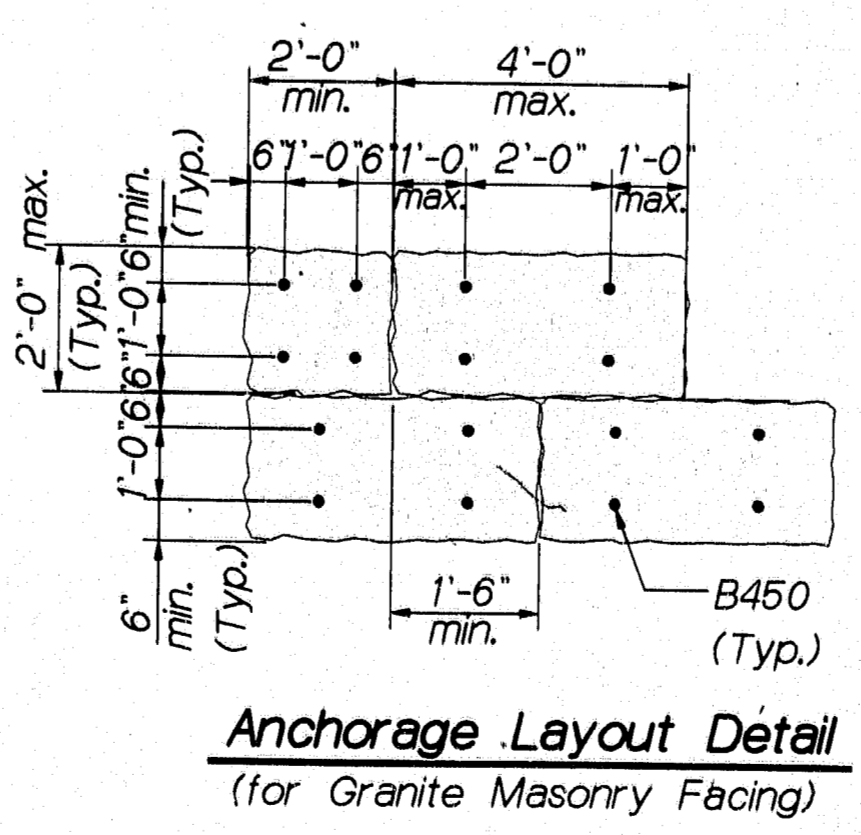 2'-0"
min.
4'-0"
max.
6"
1'-0"
6"
1'-0"
max.
2'-0"
1'-0"
max.
2'-0" max.
(Typ.)
6" min.
(Typ.)
1'-0"
6"
6"
1'-0"
6"
min.
(Typ.)
1'-6"
min.
B450
(Typ.)
Anchorage Layout Detail
(for Granite Masonry Facing)